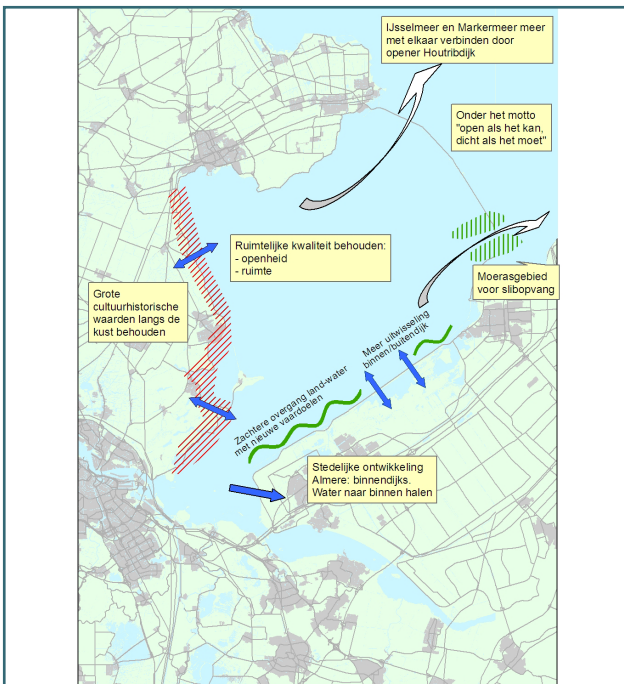 IJsselmeer en Markermeer meer
met elkaar verbinden door
opener Houtribdijk
Onder het motto
"open als het kan,
dicht als het moet"
Ruimtelijke kwaliteit behouden:
- openheid
- ruimte
Moerasgebied
voor slibopvang
Grote
cultuurhistorische
waarden langs de
kust behouden
Meer uitwisseling
binnen/buitendijk
Zachtere overgang land-water
met nieuwe vaardoelen
Stedelijke ontwikkeling
Almere: binnendijks.
Water naar binnen halen